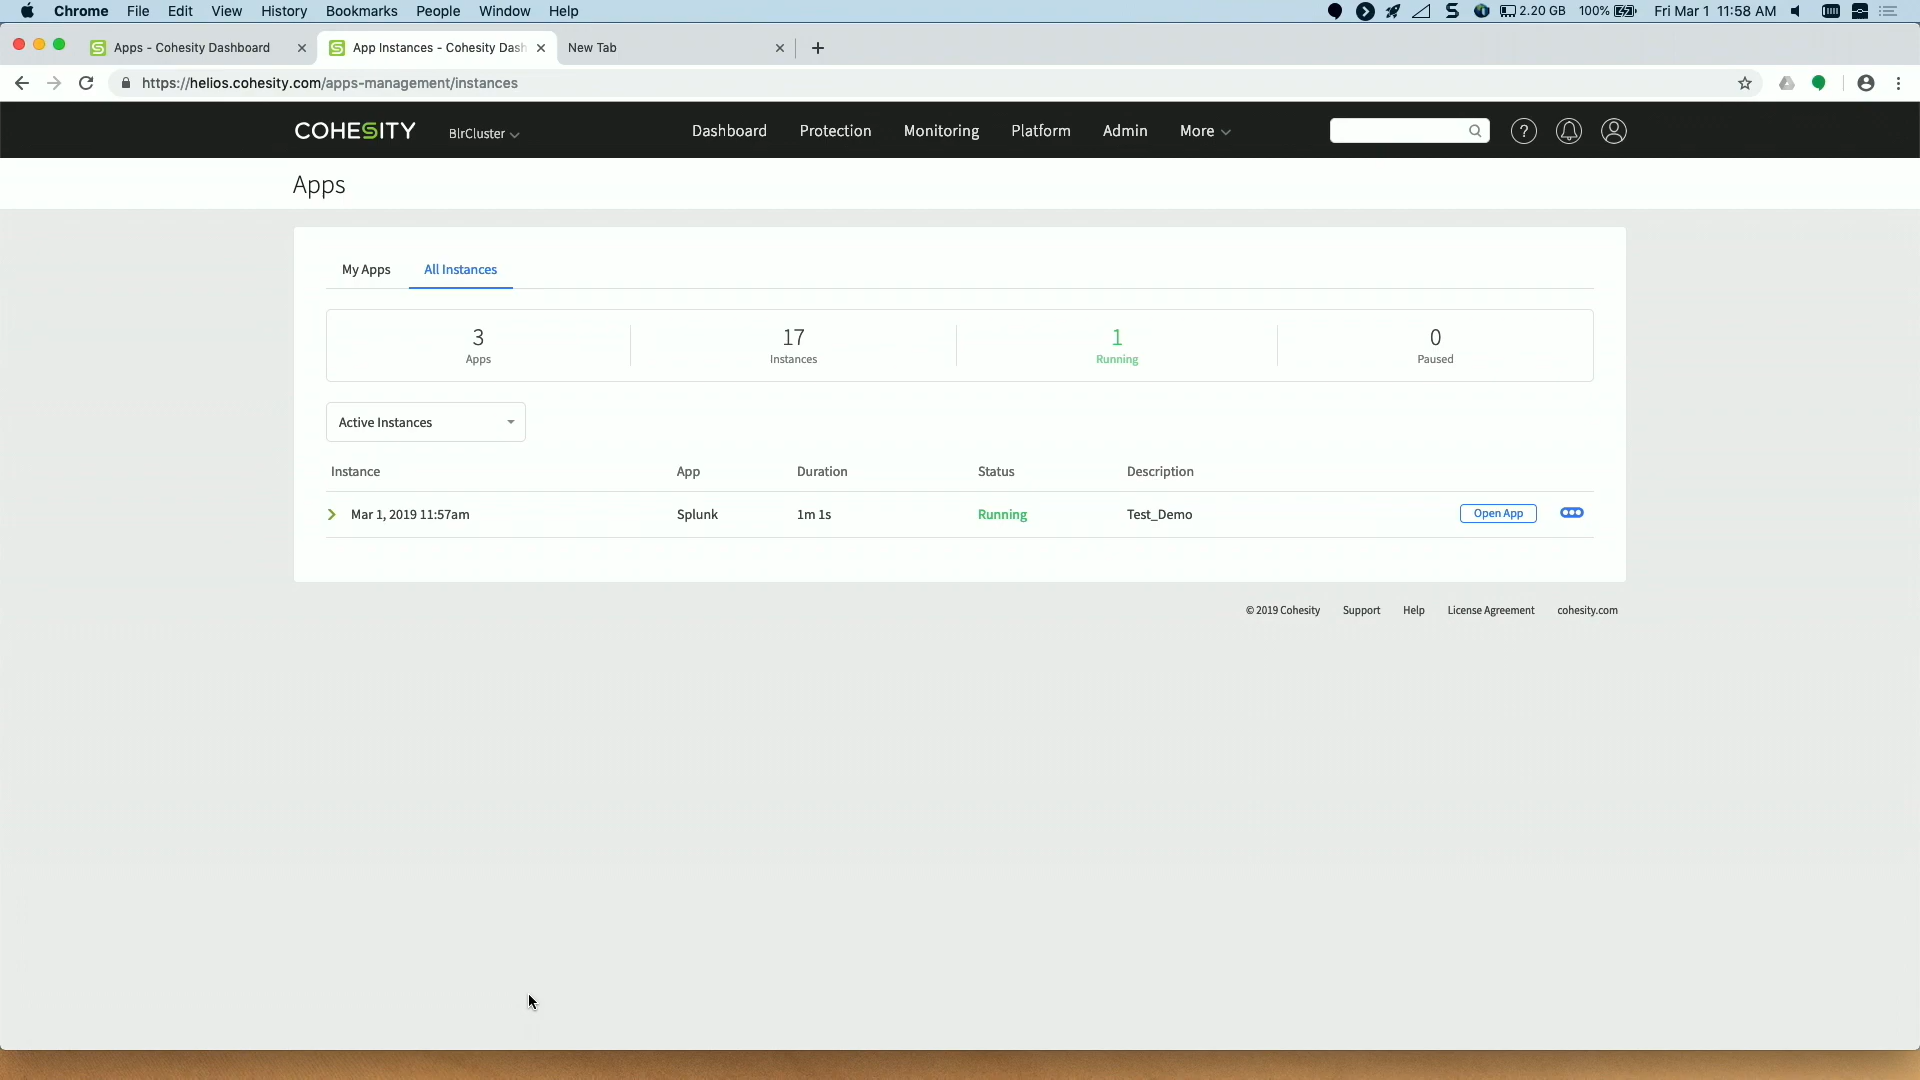 Chrome File Edit View History Bookmarks People Window Help 2.20 GB 100% Fri Mar 1 11:58 AM
Apps - Cohesity Dashboard App Instances - Cohesity Dash New Tab
https://helios.cohesity.com/apps-management/instances
COHESITY BlrCluster Dashboard Protection Monitoring Platform Admin More
Apps
My Apps All Instances
3 17 1 0
Apps Instances Running Paused
Active Instances
Instance App Duration Status Description
Mar 1, 2019 11:57am Splunk 1m 1s Running Test_Demo Open App
© 2019 Cohesity Support Help License Agreement cohesity.com